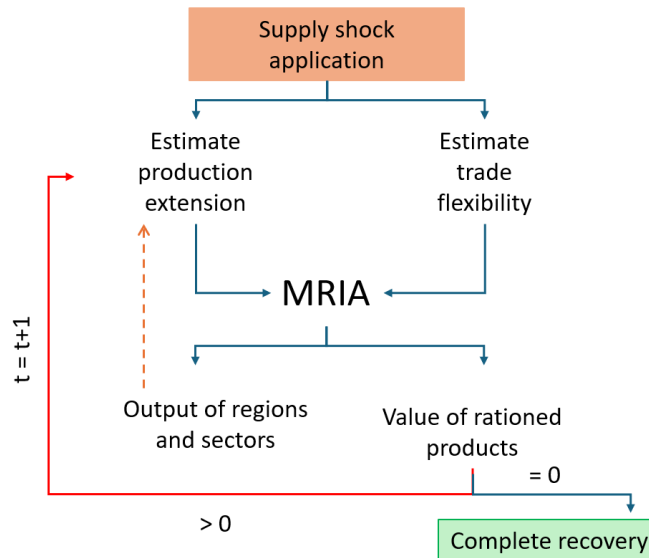 Supply shock
application
Estimate
production
extension
Estimate
trade
flexibility
MRIA
t = t+1
Output of regions
and sectors
Value of rationed
products
= 0
> 0
Complete recovery